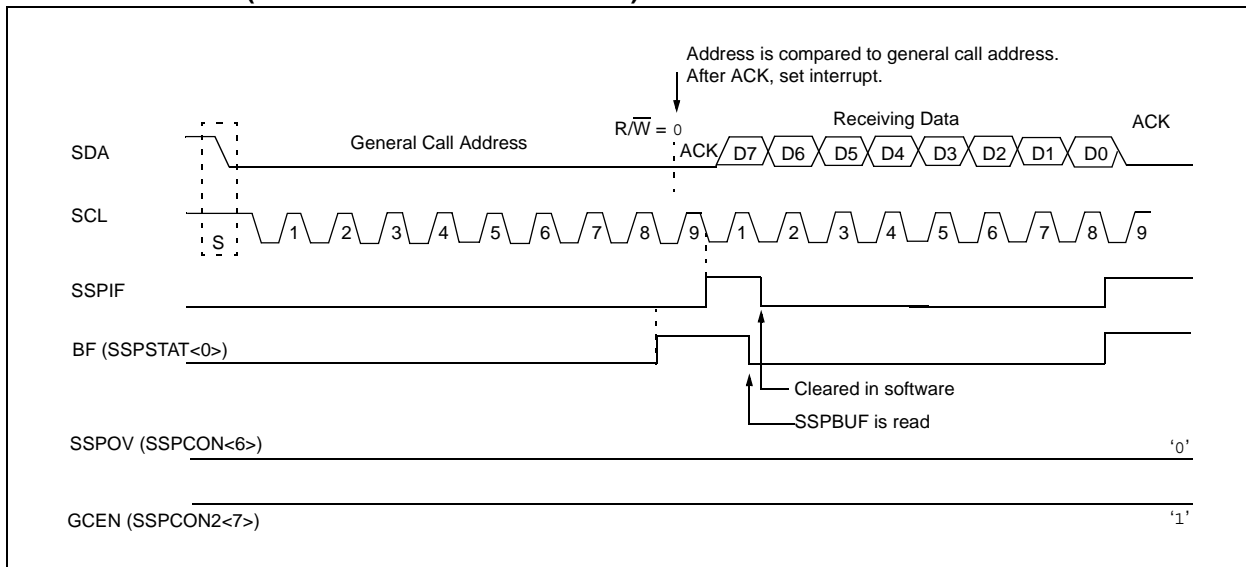 Address is compared to general call address.
After ACK, set interrupt.
R/W̅ = 0
Receiving Data
ACK
General Call Address
SDA
ACK
D7 D6 D5 D4 D3 D2 D1 D0
SCL
S
1 2 3 4 5 6 7 8 9 1 2 3 4 5 6 7 8 9
SSPIF
BF (SSPSTAT<0>)
Cleared in software
SSPBUF is read
SSPOV (SSPCON<6>)
‘0’
GCEN (SSPCON2<7>)
‘1’